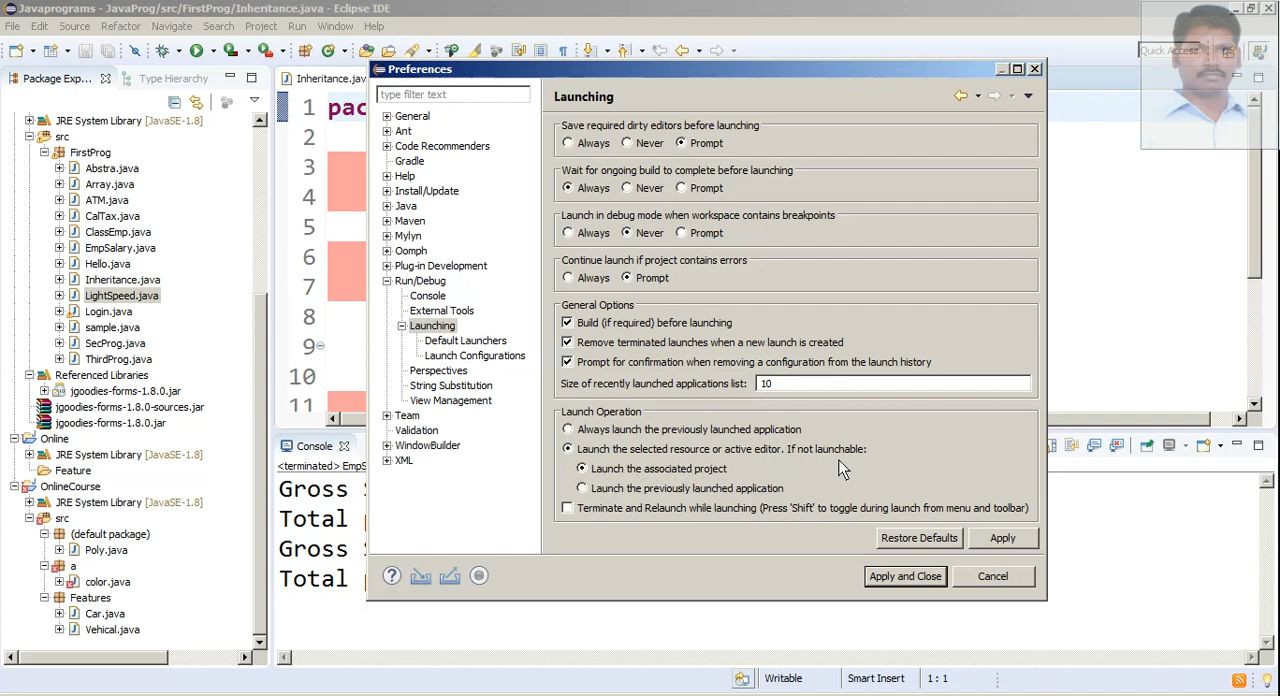 Javaprograms - JavaProg/src/FirstProg/Inheritance.java - Eclipse IDE
File Edit Source Refactor Navigate Search Project Run Window Help
Quick Access
Package Exp...
Type Hierarchy
JRE System Library [JavaSE-1.8]
src
FirstProg
Abstra.java
Array.java
ATM.java
CalTax.java
ClassEmp.java
EmpSalary.java
Hello.java
Inheritance.java
LightSpeed.java
Login.java
sample.java
SecProg.java
ThirdProg.java
Referenced Libraries
jgoodies-forms-1.8.0.jar
jgoodies-forms-1.8.0-sources.jar
jgoodies-forms-1.8.0.jar
Online
JRE System Library [JavaSE-1.8]
Feature
OnlineCourse
JRE System Library [JavaSE-1.8]
src
(default package)
Poly.java
a
color.java
Features
Car.java
Vehical.java
Inheritance.jav
1 pac
2
3
4
5
6
7
8
9
10
11
Console
<terminated> EmpS
Gross S
Total p
Gross S
Total p
Preferences
type filter text
General
Ant
Code Recommenders
Gradle
Help
Install/Update
Java
Maven
Mylyn
Oomph
Plug-in Development
Run/Debug
Console
External Tools
Launching
Default Launchers
Launch Configurations
Perspectives
String Substitution
View Management
Team
Validation
WindowBuilder
XML
Launching
Save required dirty editors before launching
Always Never Prompt
Wait for ongoing build to complete before launching
Always Never Prompt
Launch in debug mode when workspace contains breakpoints
Always Never Prompt
Continue launch if project contains errors
Always Prompt
General Options
Build (if required) before launching
Remove terminated launches when a new launch is created
Prompt for confirmation when removing a configuration from the launch history
Size of recently launched applications list: 10
Launch Operation
Always launch the previously launched application
Launch the selected resource or active editor. If not launchable:
Launch the associated project
Launch the previously launched application
Terminate and Relaunch while launching (Press 'Shift' to toggle during launch from menu and toolbar)
Restore Defaults Apply
Apply and Close Cancel
Writable Smart Insert 1 : 1